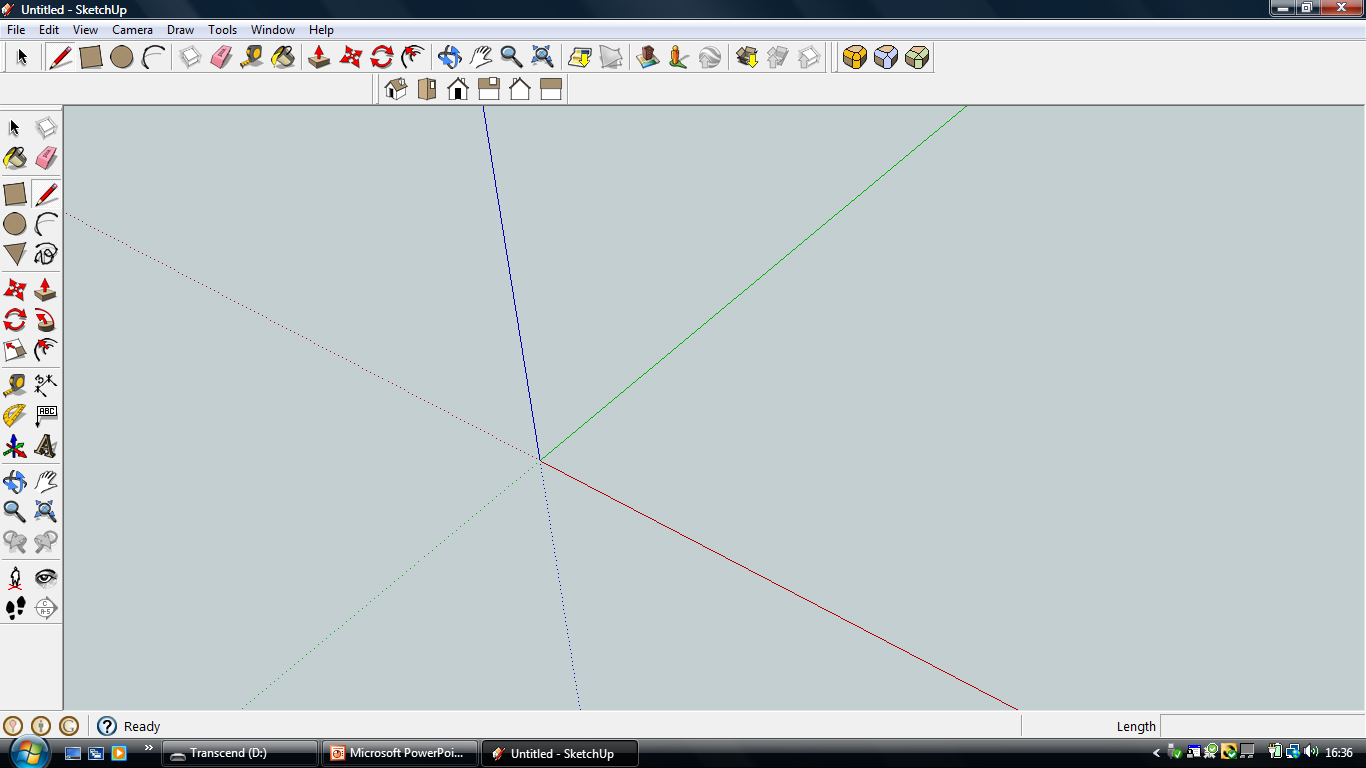 Untitled - SketchUp
File Edit View Camera Draw Tools Window Help
ABC
A
C
A-5
Ready
Length
Transcend (D:)
Microsoft PowerPoi...
Untitled - SketchUp
16:36